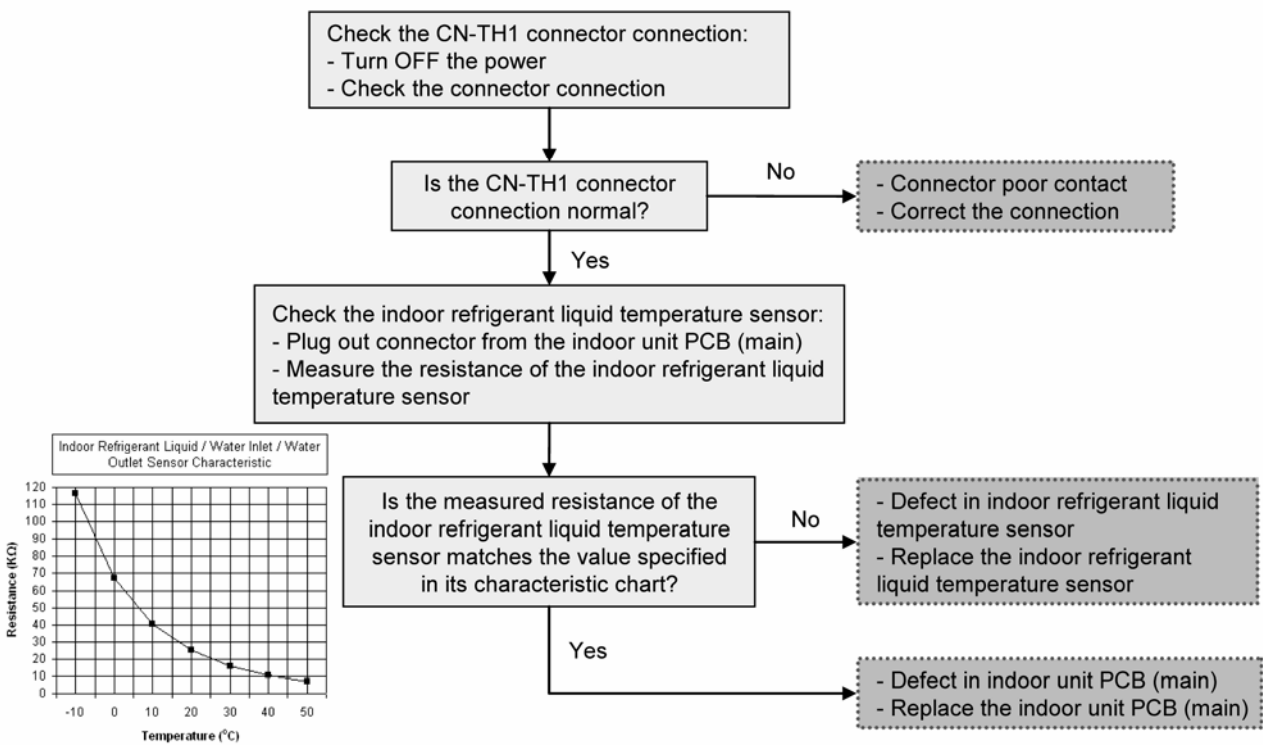 Check the CN-TH1 connector connection:
- Turn OFF the power
- Check the connector connection
Is the CN-TH1 connector
connection normal?
No
- Connector poor contact
- Correct the connection
Yes
Check the indoor refrigerant liquid temperature sensor:
- Plug out connector from the indoor unit PCB (main)
- Measure the resistance of the indoor refrigerant liquid
temperature sensor
Indoor Refrigerant Liquid / Water Inlet / Water
Outlet Sensor Characteristic
Resistance (KΩ)
120
110
100
90
80
70
60
50
40
30
20
10
0
-10 0 10 20 30 40 50
Temperature (°C)
Is the measured resistance of the
indoor refrigerant liquid temperature
sensor matches the value specified
in its characteristic chart?
No
- Defect in indoor refrigerant liquid
temperature sensor
- Replace the indoor refrigerant
liquid temperature sensor
Yes
- Defect in indoor unit PCB (main)
- Replace the indoor unit PCB (main)